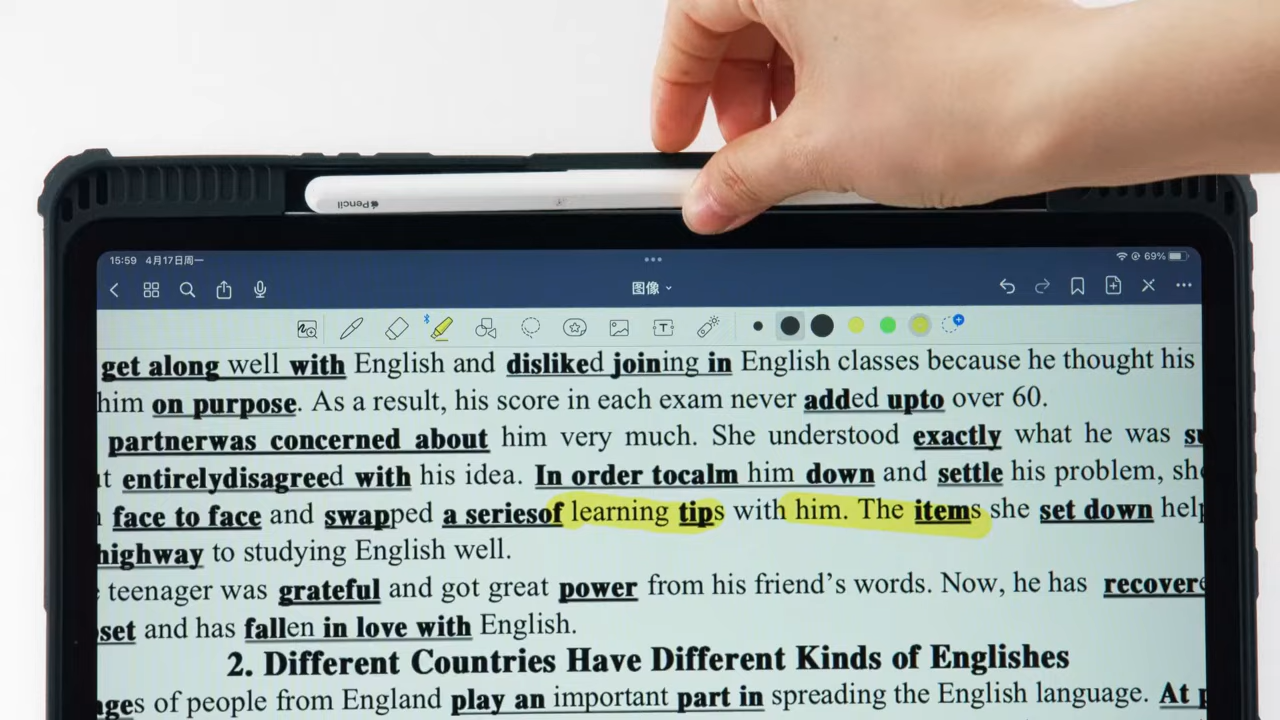 Pencil
15:59 4月17日周一
69%
图像
T
get along well with English and disliked joining in English classes because he thought his
him on purpose. As a result, his score in each exam never added upto over 60.
partnerwas concerned about him very much. She understood exactly what he was
entirelydisagreed with his idea. In order tocalm him down and settle his problem,
face to face and swapped a seriesof learning tips with him. The items she set down
highway to studying English well.
teenager was grateful and got great power from his friend's words. Now, he has
and has fallen in love with English.
2. Different Countries Have Different Kinds of Englishes
of people from England play an important part in spreading the English language. At